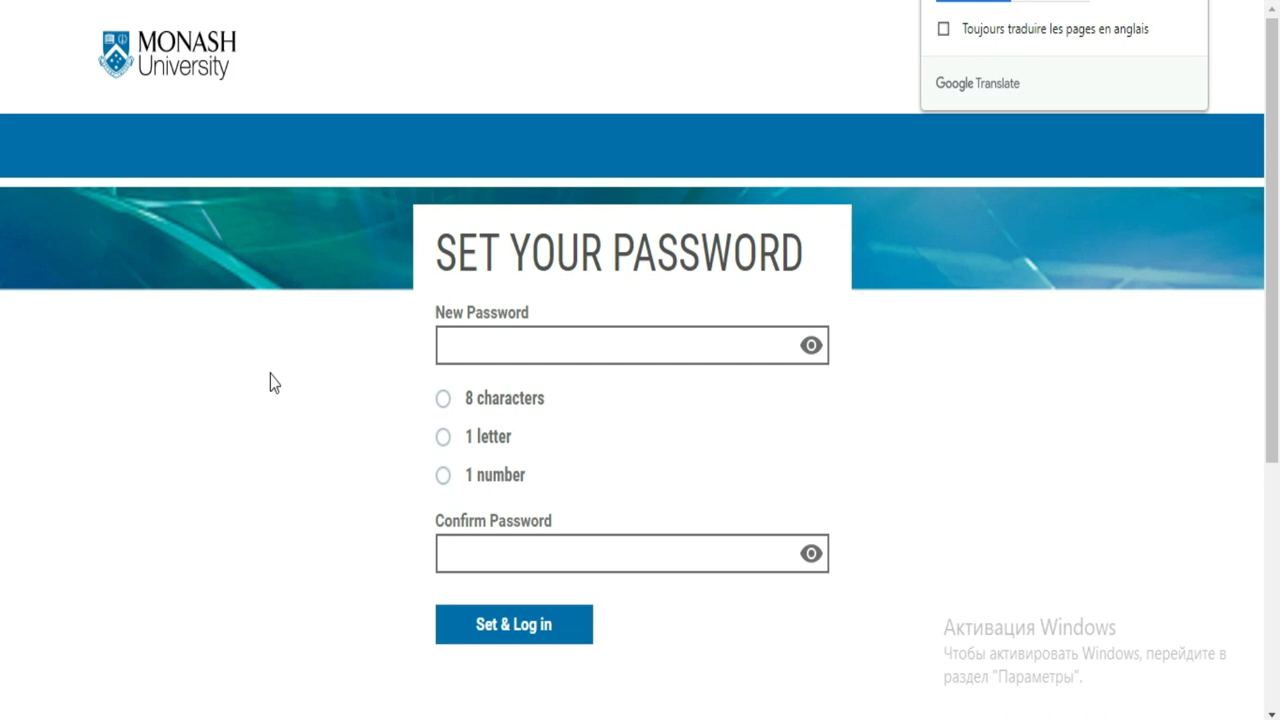 MONASH
University
Toujours traduire les pages en anglais
Google Translate
SET YOUR PASSWORD
New Password
8 characters
1 letter
1 number
Confirm Password
Set & Log in
Активация Windows
Чтобы активировать Windows, перейдите в
раздел "Параметры".